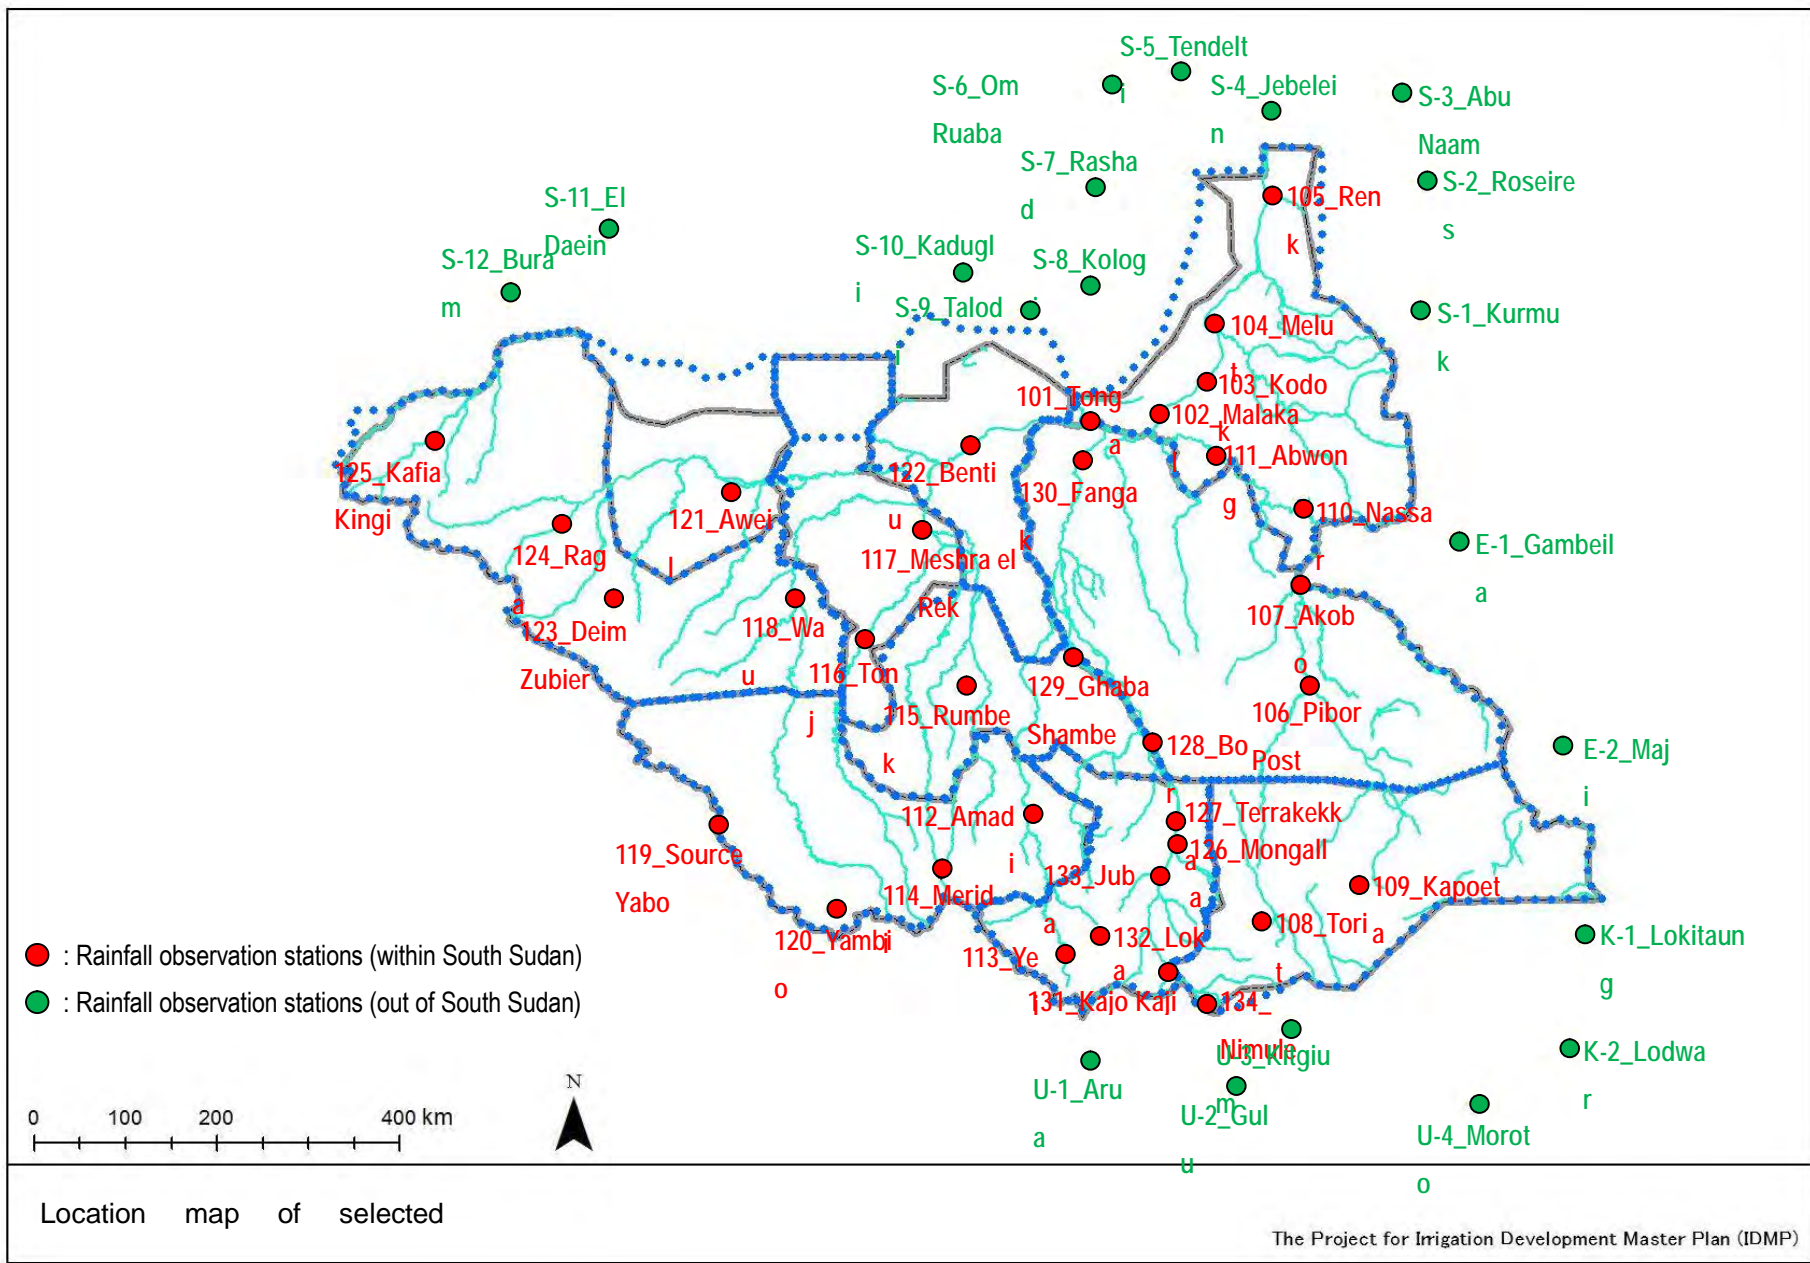 S-5_Tendelt
i
S-6_Om
Ruaba
S-4_Jebelei
n
S-3_Abu
Naam
S-7_Rasha
d
S-2_Roseire
s
105_Ren
k
S-11_El
Daein
S-12_Bura
m
S-10_Kadugl
i
S-8_Kolog
i
S-9_Talod
i
S-1_Kurmu
k
104_Melu
t
103_Kodo
k
101_Tong
a
102_Malaka
l
111_Abwon
g
125_Kafia
Kingi
122_Benti
u
130_Fanga
k
121_Awei
l
110_Nassa
r
124_Rag
a
117_Meshra el
Rek
E-1_Gambeil
a
107_Akob
o
123_Deim
Zubier
118_Wa
u
116_Ton
j
129_Ghaba
Shambe
115_Rumbe
k
106_Pibor
Post
128_Bo
r
E-2_Maj
i
127_Terrakekk
a
112_Amad
i
126_Mongall
a
119_Source
Yabo
133_Jub
a
114_Merid
i
109_Kapoet
a
108_Tori
t
120_Yambi
o
132_Lok
a
113_Ye
i
K-1_Lokitaun
g
131_Kajo Kaji
134_
Nimule
U-3_Kitgiu
m
K-2_Lodwa
r
U-1_Aru
a
U-2_Gul
u
U-4_Morot
o
: Rainfall observation stations (within South Sudan)
: Rainfall observation stations (out of South Sudan)
N
0 100 200 400 km
Location map of selected
The Project for Irrigation Development Master Plan (IDMP)